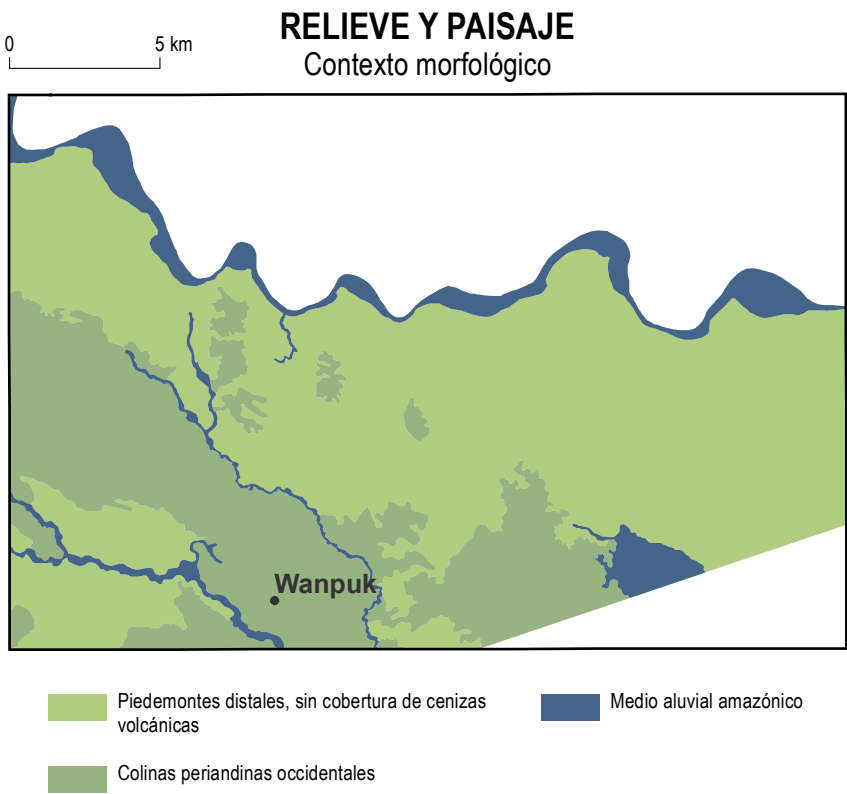 RELIEVE Y PAISAJE
Contexto morfológico
0 5 km
Wanpuk
Piedemontes distales, sin cobertura de cenizas
volcánicas
Medio aluvial amazónico
Colinas periandinas occidentales